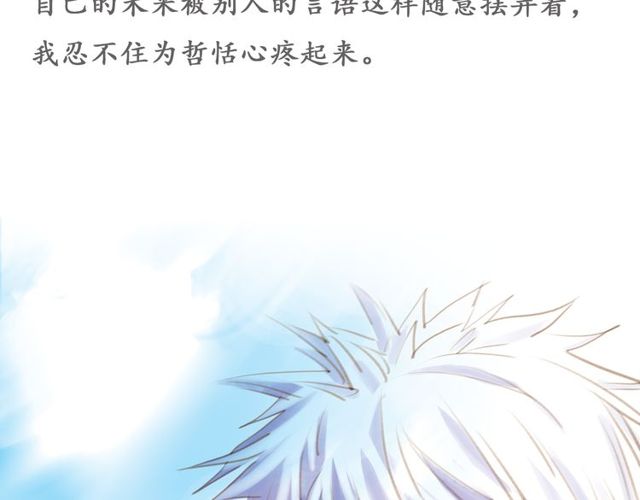 自己的未来被别人的言语这样随意摆弄着，
我忍不住为哲恬心疼起来。